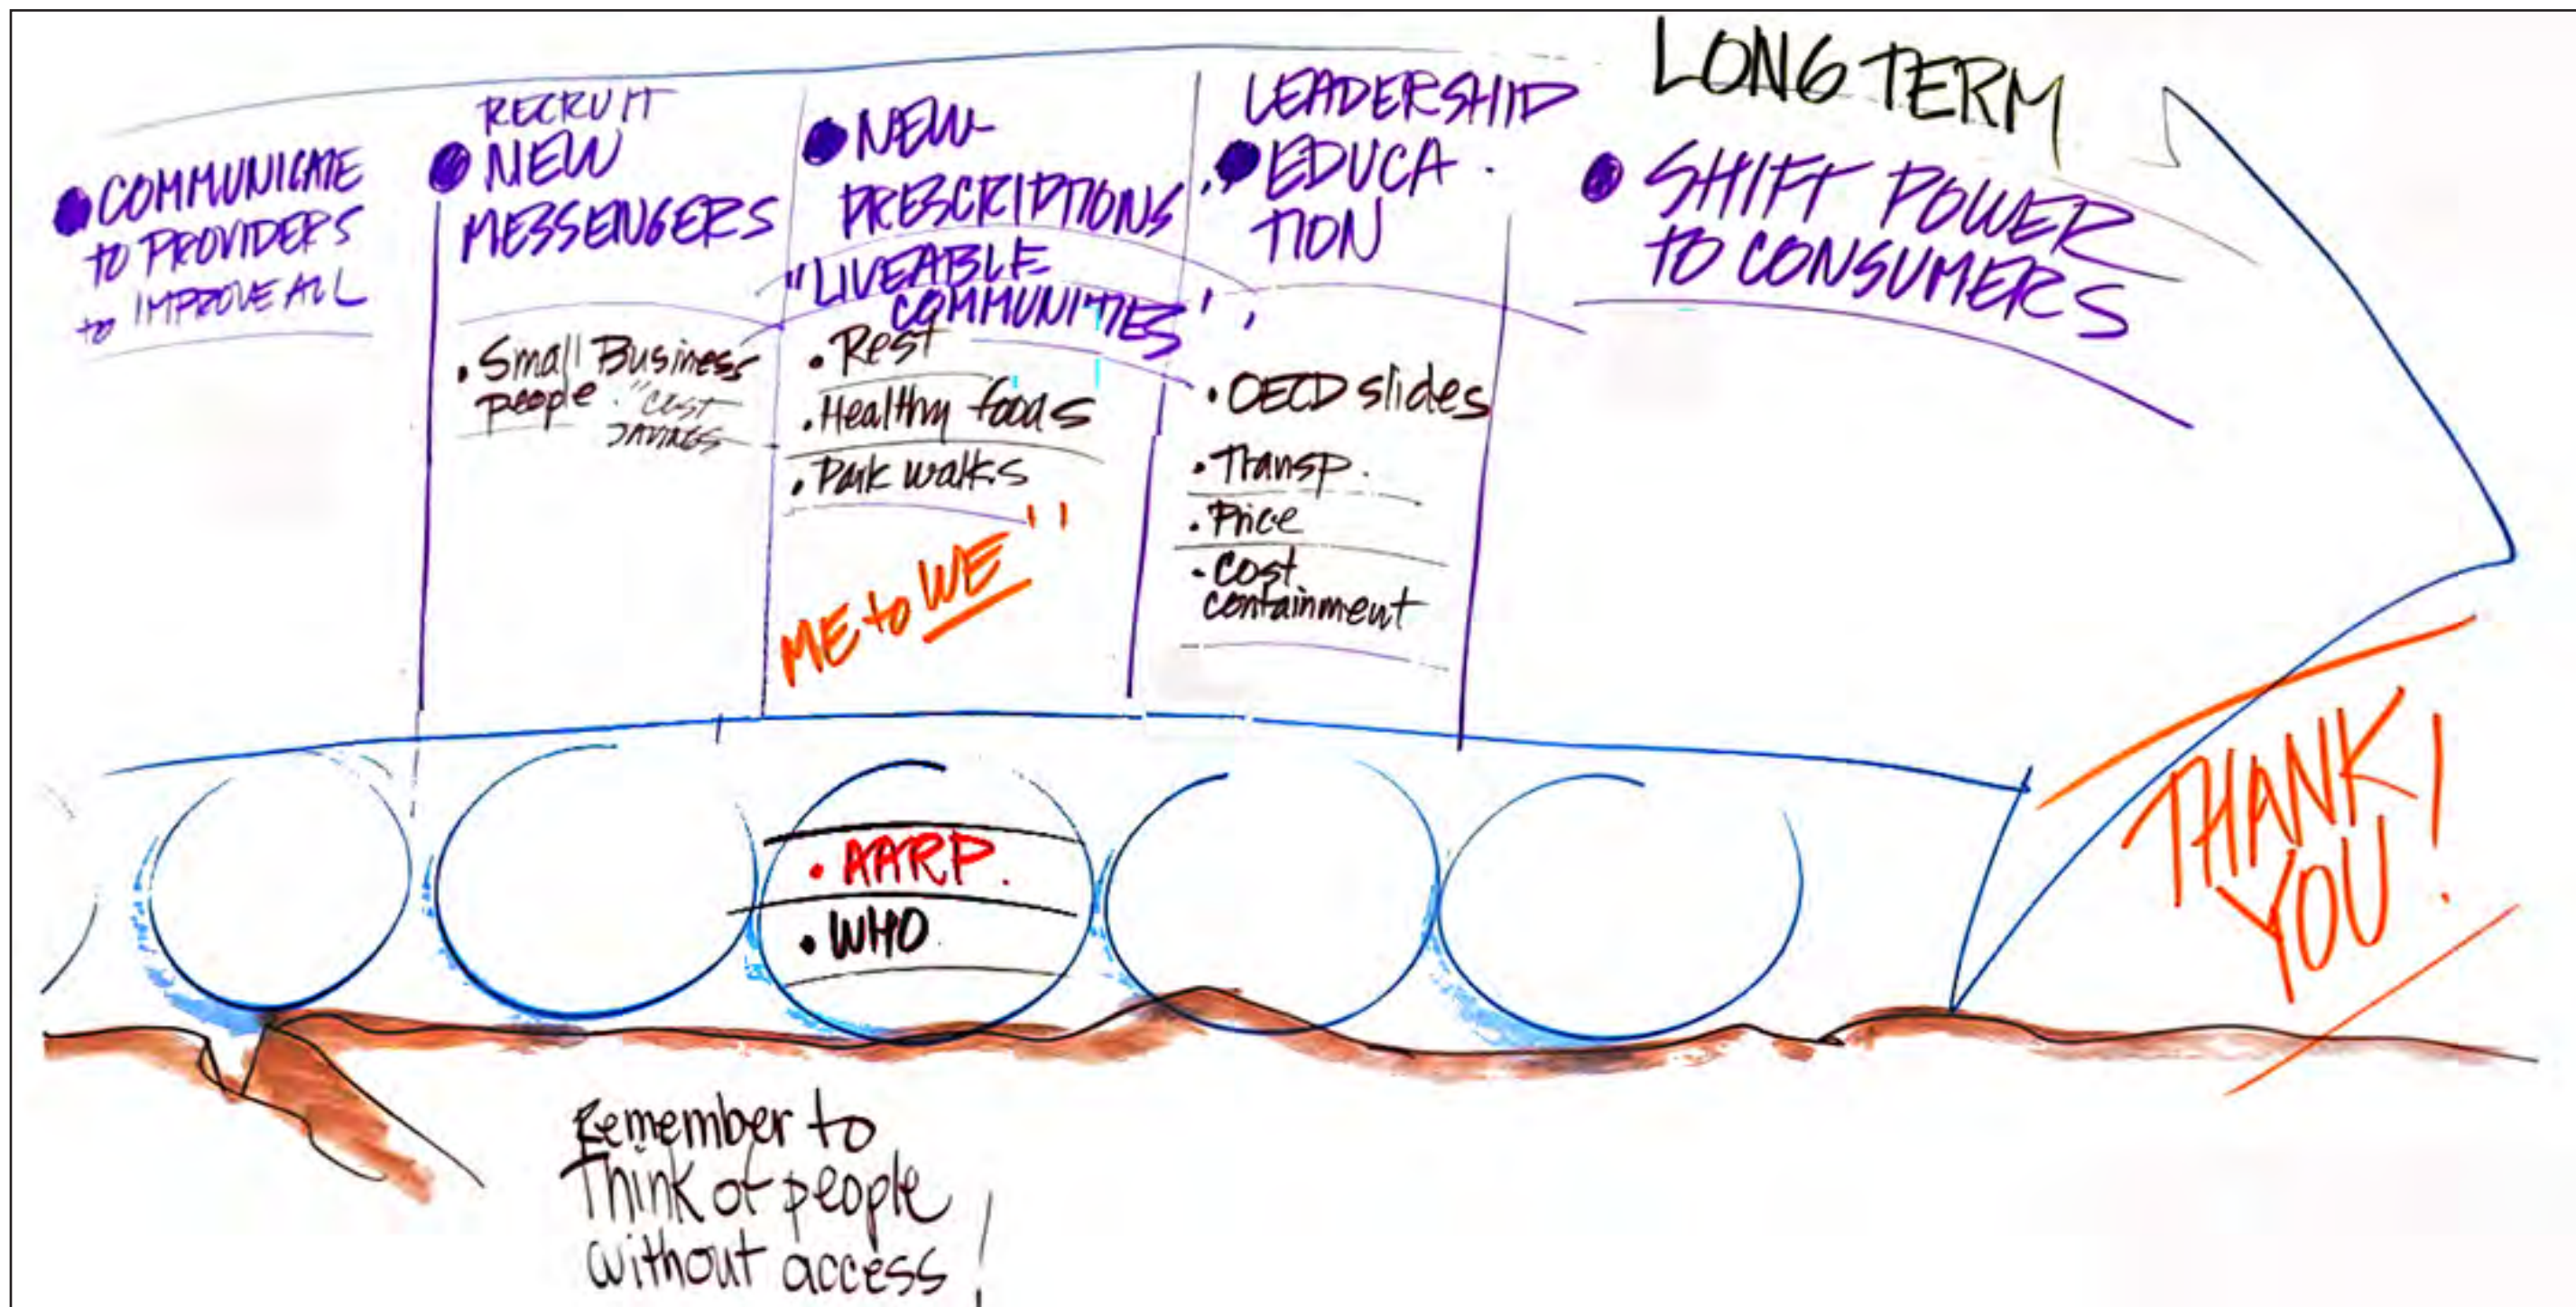 LONG TERM
● COMMUNICATE
to PROVIDERS
to IMPROVE ALL
RECRUIT
● NEW
MESSENGERS
• Small Business
people "COST
SAVINGS
● NEW
PRESCRIPTIONS
"LIVEABLE
COMMUNITIES"
• Rest
• Healthy foods
• Park walks
ME to WE"
LEADERSHIP
● EDUCA
TION
• OECD slides
• Transp.
• Price
• Cost
containment
● SHIFT POWER
TO CONSUMERS
• AARP.
• WHO
THANK
YOU!
Remember to
Think of people
without access!